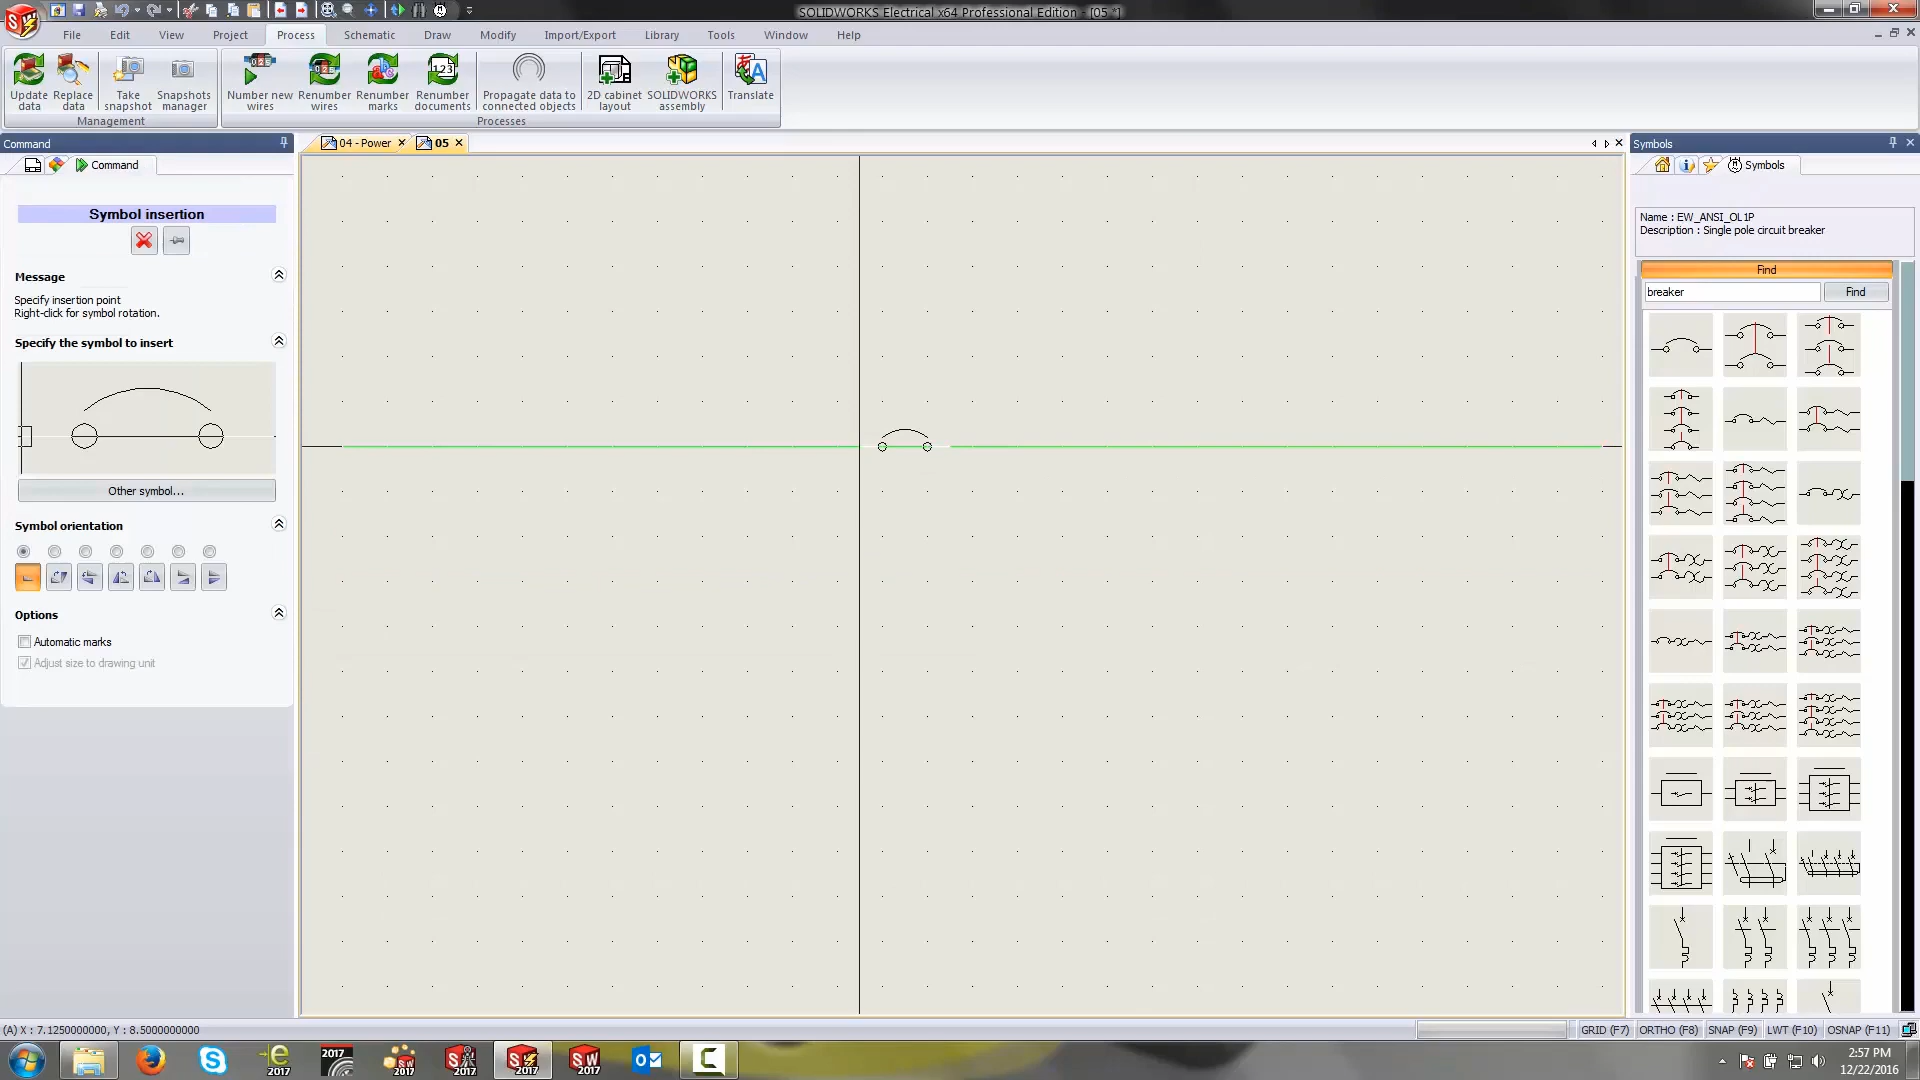 SOLIDWORKS Electrical x64 Professional Edition - [05 *]
File Edit View Project Process Schematic Draw Modify Import/Export Library Tools Window Help
Update data
Replace data
Take snapshot
Snapshots manager
Number new wires
Renumber wires
Renumber marks
Renumber documents
Propagate data to connected objects
2D cabinet layout
SOLIDWORKS assembly
Translate
Management
Processes
Command
04 - Power
05
Symbols
Command
Symbols
Symbol insertion
Name : EW_ANSI_OL1P
Description : Single pole circuit breaker
Find
breaker
Find
Message
Specify insertion point
Right-click for symbol rotation.
Specify the symbol to insert
Other symbol...
Symbol orientation
Options
Automatic marks
Adjust size to drawing unit
(A) X : 7.1250000000, Y : 8.5000000000
GRID (F7) ORTHO (F8) SNAP (F9) LWT (F10) OSNAP (F11)
2:57 PM
12/22/2016